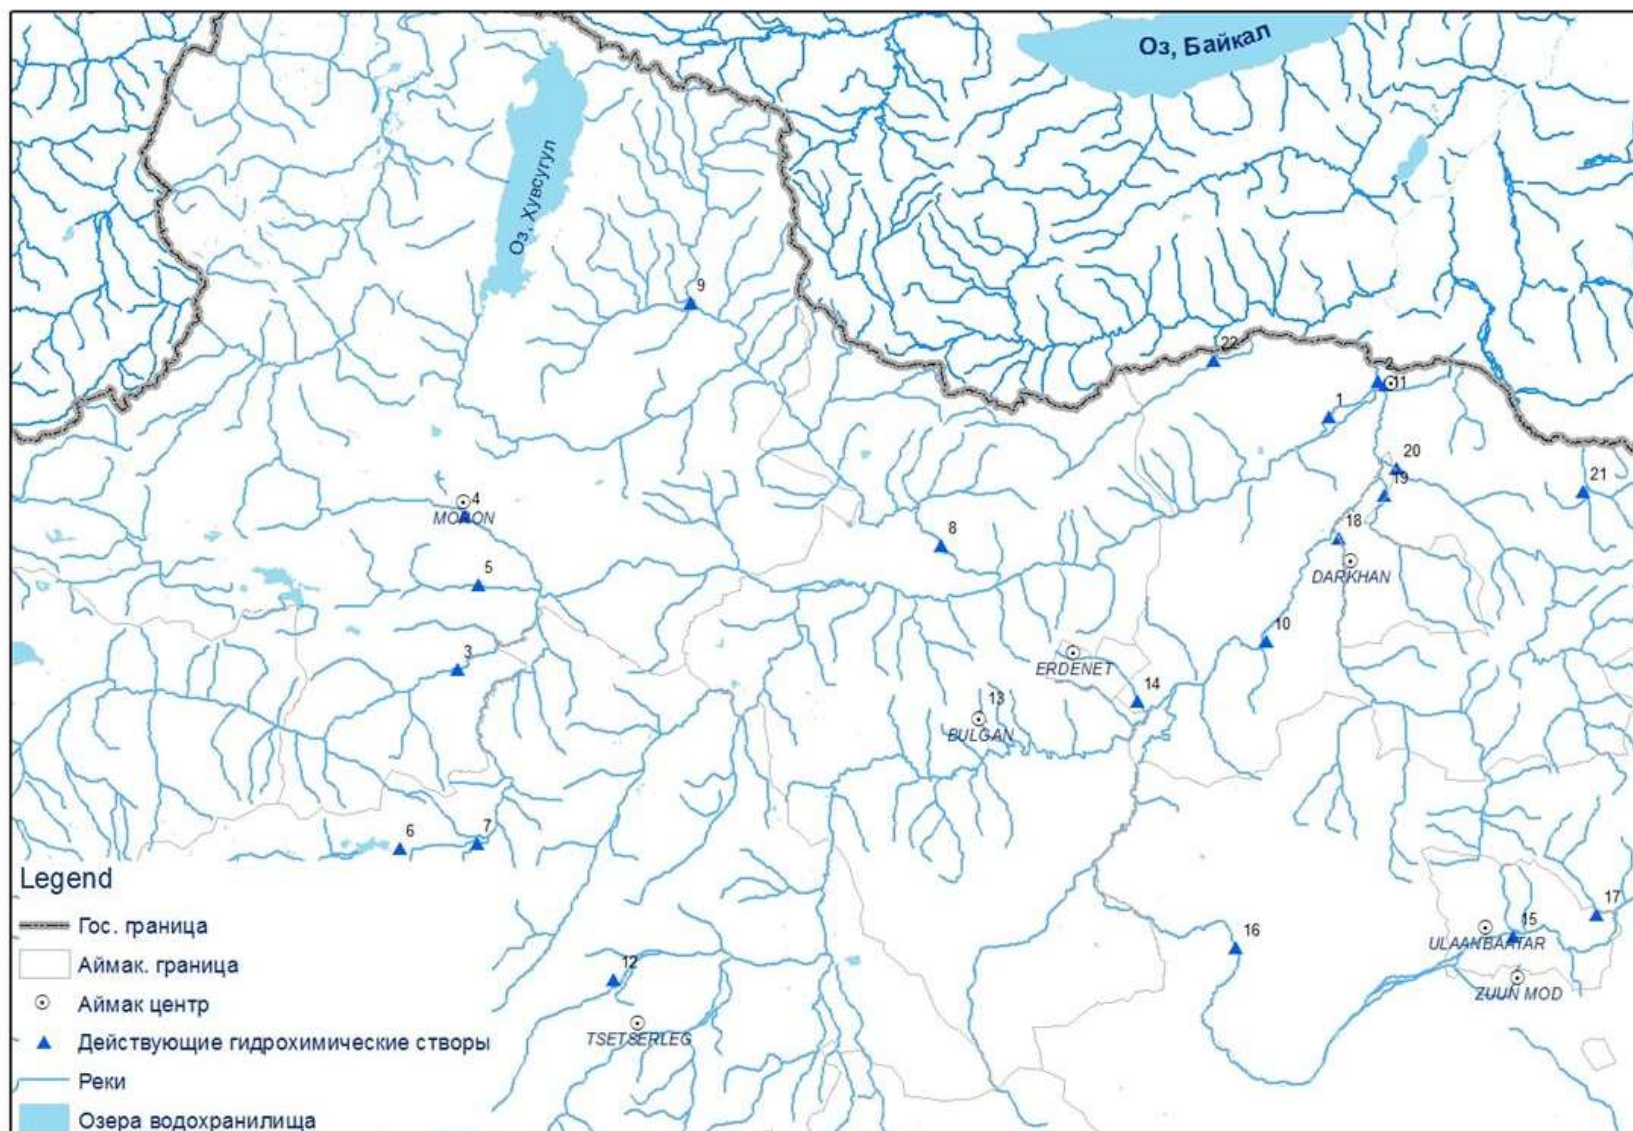 Оз, Байкал
Оз, Хувсугул
9
22
2
11
1
20
19
21
4
MORON
18
8
DARKHAN
5
10
3
ERDENET
14
13
BULGAN
6
7
17
15
ULAANBAATAR
16
12
ZUUN MOD
TSETSERLEG
Legend
Гос. граница
Аймак. граница
Аймак центр
Действующие гидрохимические створы
Реки
Озера водохранилища